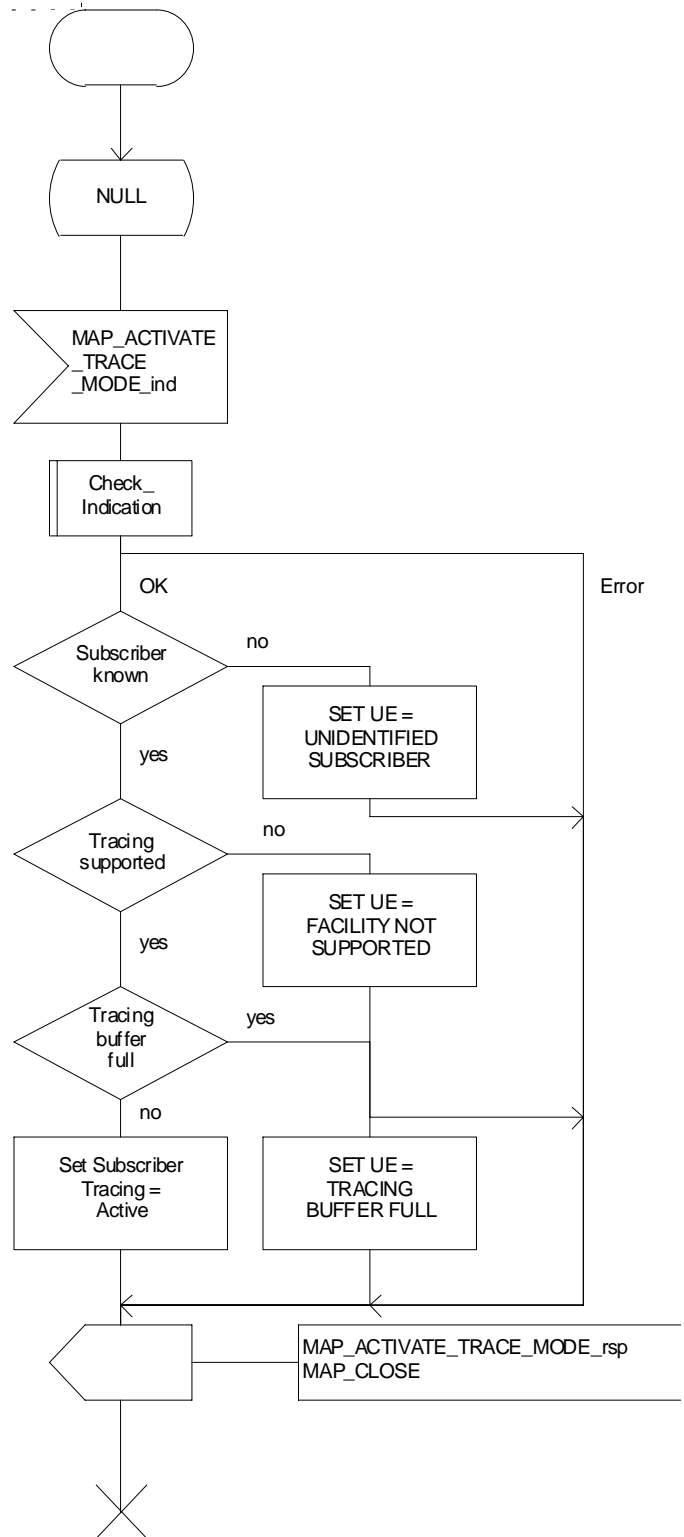 NULL
MAP_ACTIVATE
_TRACE
_MODE_ind
Check_
Indication
OK
Error
Subscriber
known
no
SET UE =
UNIDENTIFIED
SUBSCRIBER
yes
Tracing
supported
no
SET UE =
FACILITY NOT
SUPPORTED
yes
Tracing
buffer
full
yes
no
Set Subscriber
Tracing =
Active
SET UE =
TRACING
BUFFER FULL
MAP_ACTIVATE_TRACE_MODE_rsp
MAP_CLOSE